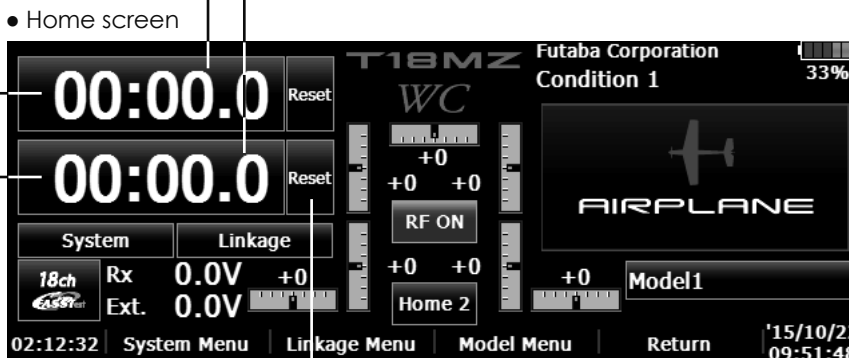 ● Home screen
T18MZ
WC
Futaba Corporation
Condition 1
33%
00:00.0 Reset
00:00.0 Reset
+0
+0 +0
RF ON
AIRPLANE
System Linkage
18ch
Rx 0.0V
Ext. 0.0V
+0
+0 +0
Home 2
+0
Model1
02:12:32 System Menu Linkage Menu Model Menu Return